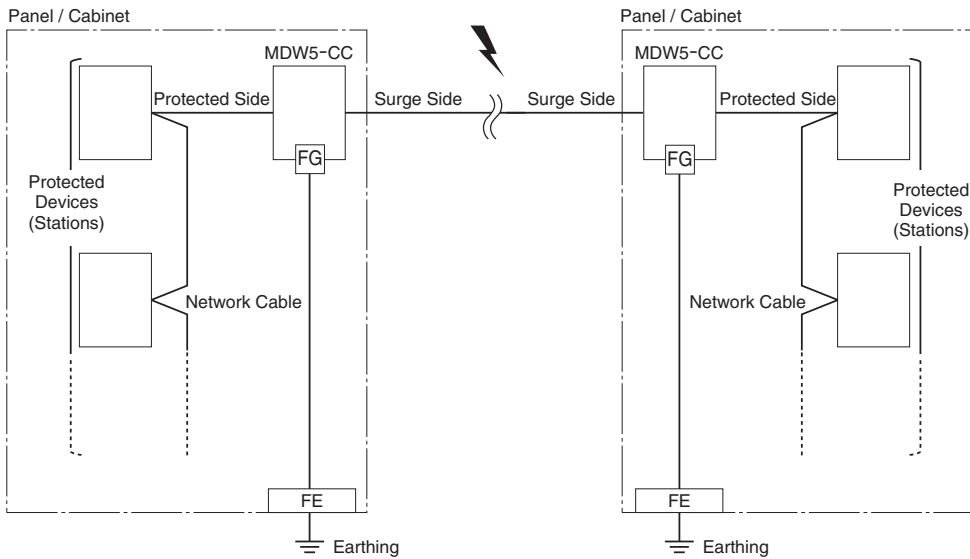 Panel / Cabinet
Panel / Cabinet
MDW5-CC
MDW5-CC
Protected Side
Surge Side
Surge Side
Protected Side
FG
FG
Protected
Devices
(Stations)
Protected
Devices
(Stations)
Network Cable
Network Cable
FE
FE
Earthing
Earthing